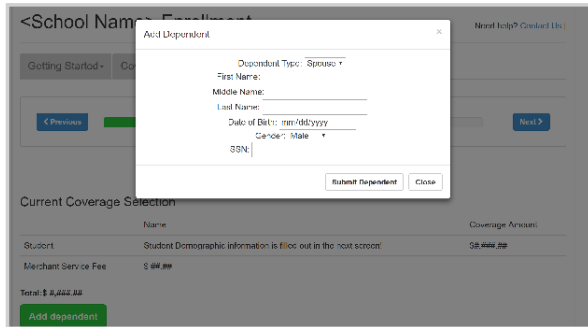 <School Name> Enrollment
Need help? Contact Us
Add Dependent
×
Getting Started
Co
Dependent Type: Spouse
First Name:
Middle Name:
Last Name:
Date of Birth: mm/dd/yyyy
Gender: Male
SSN:
< Previous
Next >
Submit Dependent
Close
Current Coverage Selection
Name
Coverage Amount
Student
Student Demographic information is filled out in the next screen!
$#,###.##
Merchant Service Fee
$ ##.##
Total:$ #,###.##
Add dependent